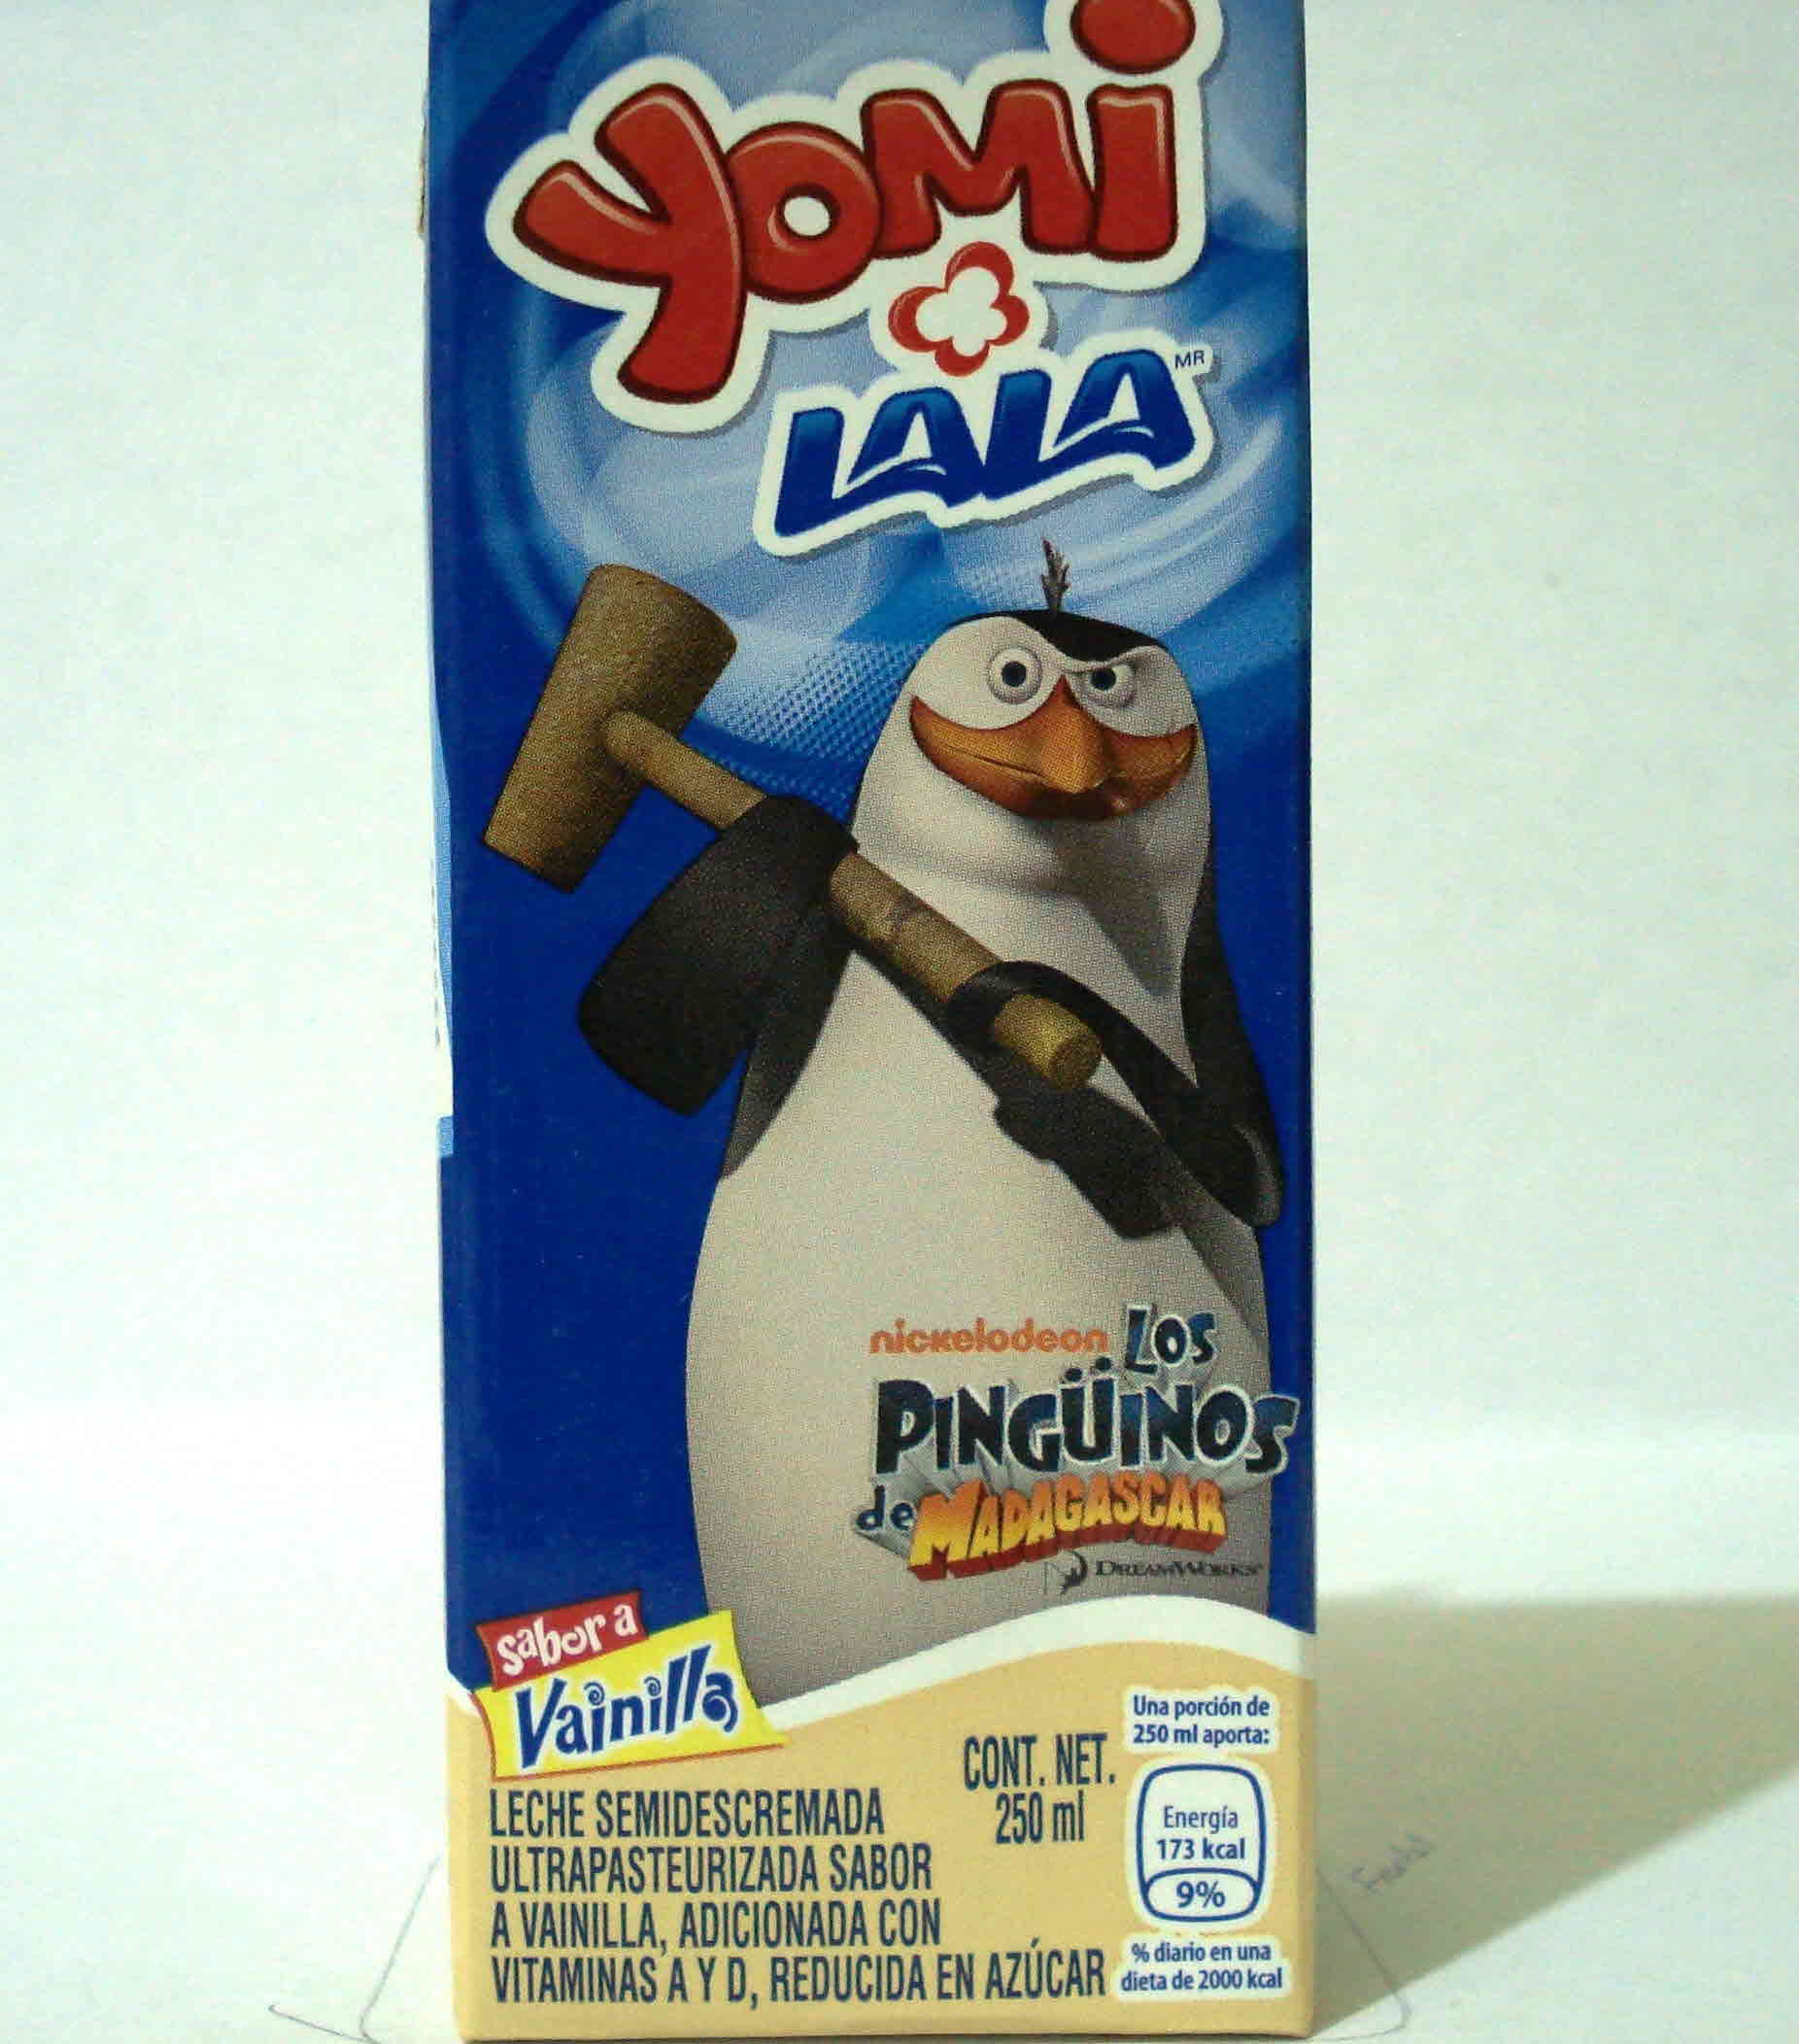 yomi
LALA MR
nickelodeon Los
PINGÜINOS
de MADAGASCAR
DREAMWORKS
sabor a
Vainilla
Una porción de
250 ml aporta:
CONT. NET.
250 ml
Energía
173 kcal
9%
% diario en una
dieta de 2000 kcal
LECHE SEMIDESCREMADA
ULTRAPASTEURIZADA SABOR
A VAINILLA, ADICIONADA CON
VITAMINAS A Y D, REDUCIDA EN AZÚCAR